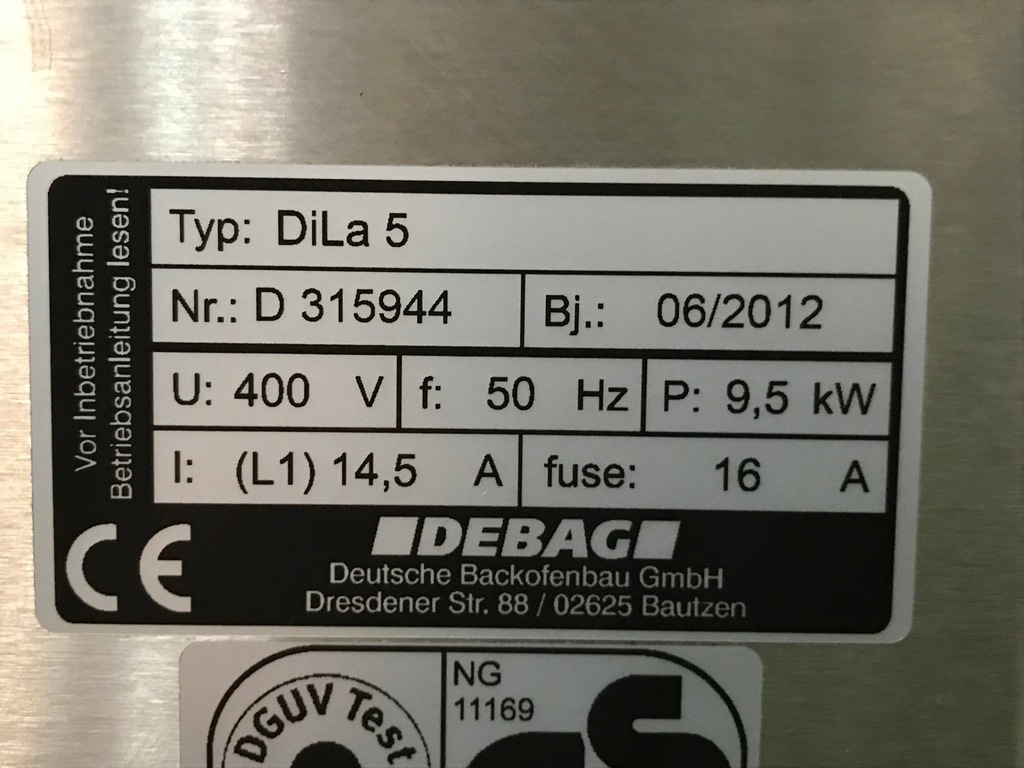 Vor Inbetriebnahme
Betriebsanleitung lesen!
Typ: DiLa 5
Nr.: D 315944 Bj.: 06/2012
U: 400 V f: 50 Hz P: 9,5 kW
I: (L1) 14,5 A fuse: 16 A
CE DEBAG
Deutsche Backofenbau GmbH
Dresdener Str. 88 / 02625 Bautzen
DGUV Test
NG
11169